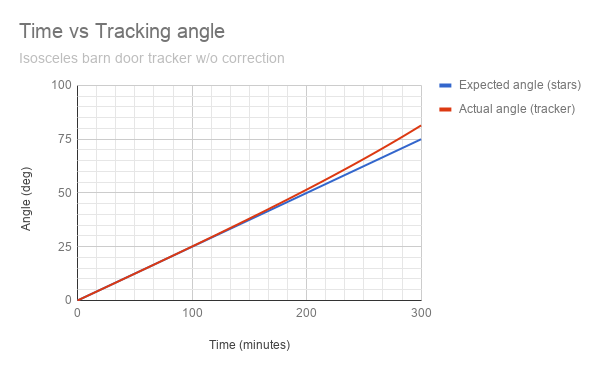 Time vs Tracking angle
Isosceles barn door tracker w/o correction
Expected angle (stars)
Actual angle (tracker)
100
75
50
25
0
Angle (deg)
0 100 200 300
Time (minutes)